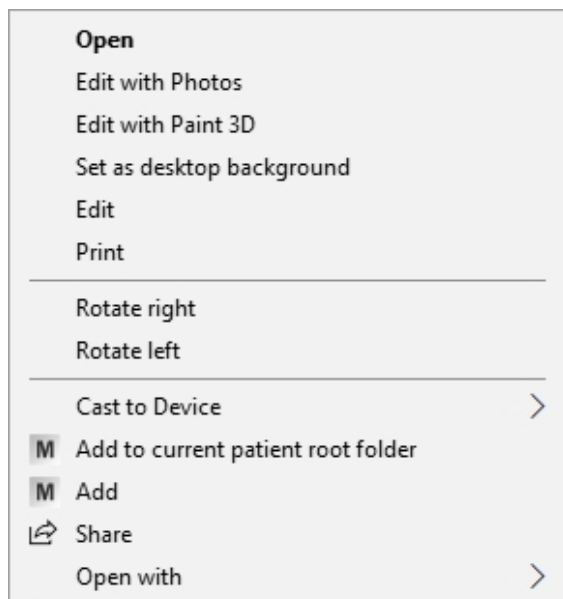 Open
Edit with Photos
Edit with Paint 3D
Set as desktop background
Edit
Print
Rotate right
Rotate left
Cast to Device
M Add to current patient root folder
M Add
Share
Open with